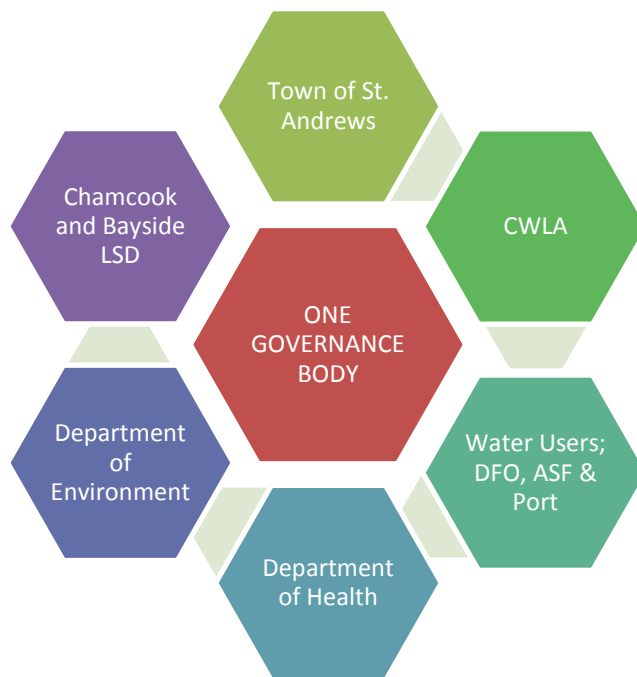 Town of St.
Andrews
Chamcook
and Bayside
LSD
CWLA
ONE
GOVERNANCE
BODY
Department
of
Environment
Water Users;
DFO, ASF &
Port
Department
of Health